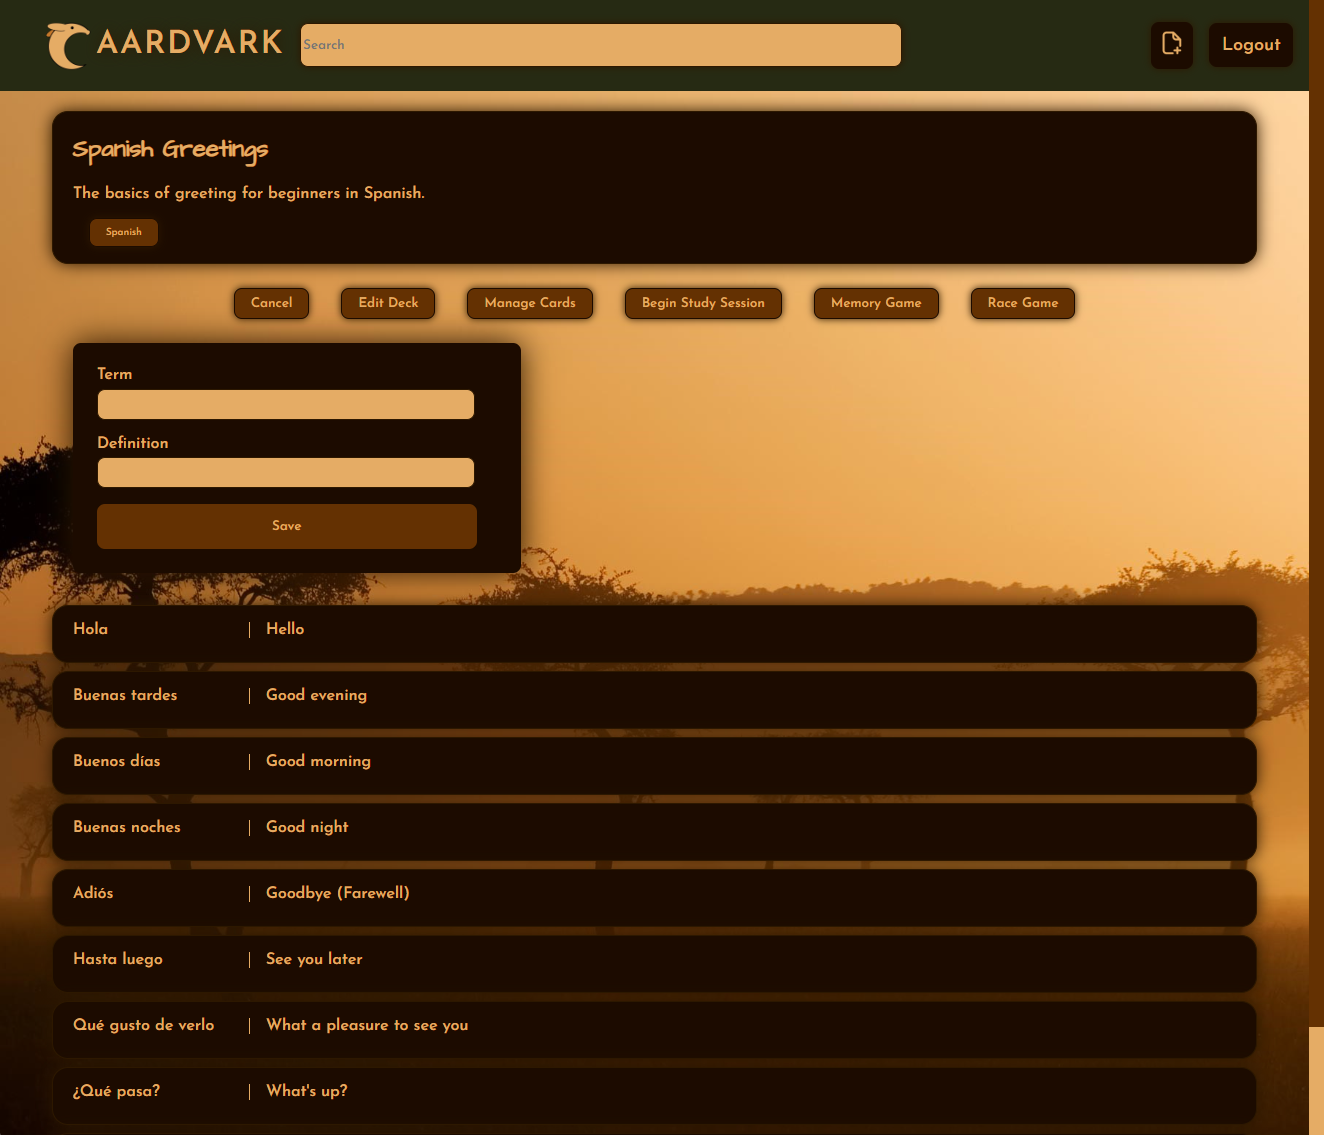 AARDVARK
Search
Logout
Spanish Greetings
The basics of greeting for beginners in Spanish.
Spanish
Cancel
Edit Deck
Manage Cards
Begin Study Session
Memory Game
Race Game
Term
Definition
Save
Hola | Hello
Buenas tardes | Good evening
Buenos días | Good morning
Buenas noches | Good night
Adiós | Goodbye (Farewell)
Hasta luego | See you later
Qué gusto de verlo | What a pleasure to see you
¿Qué pasa? | What's up?